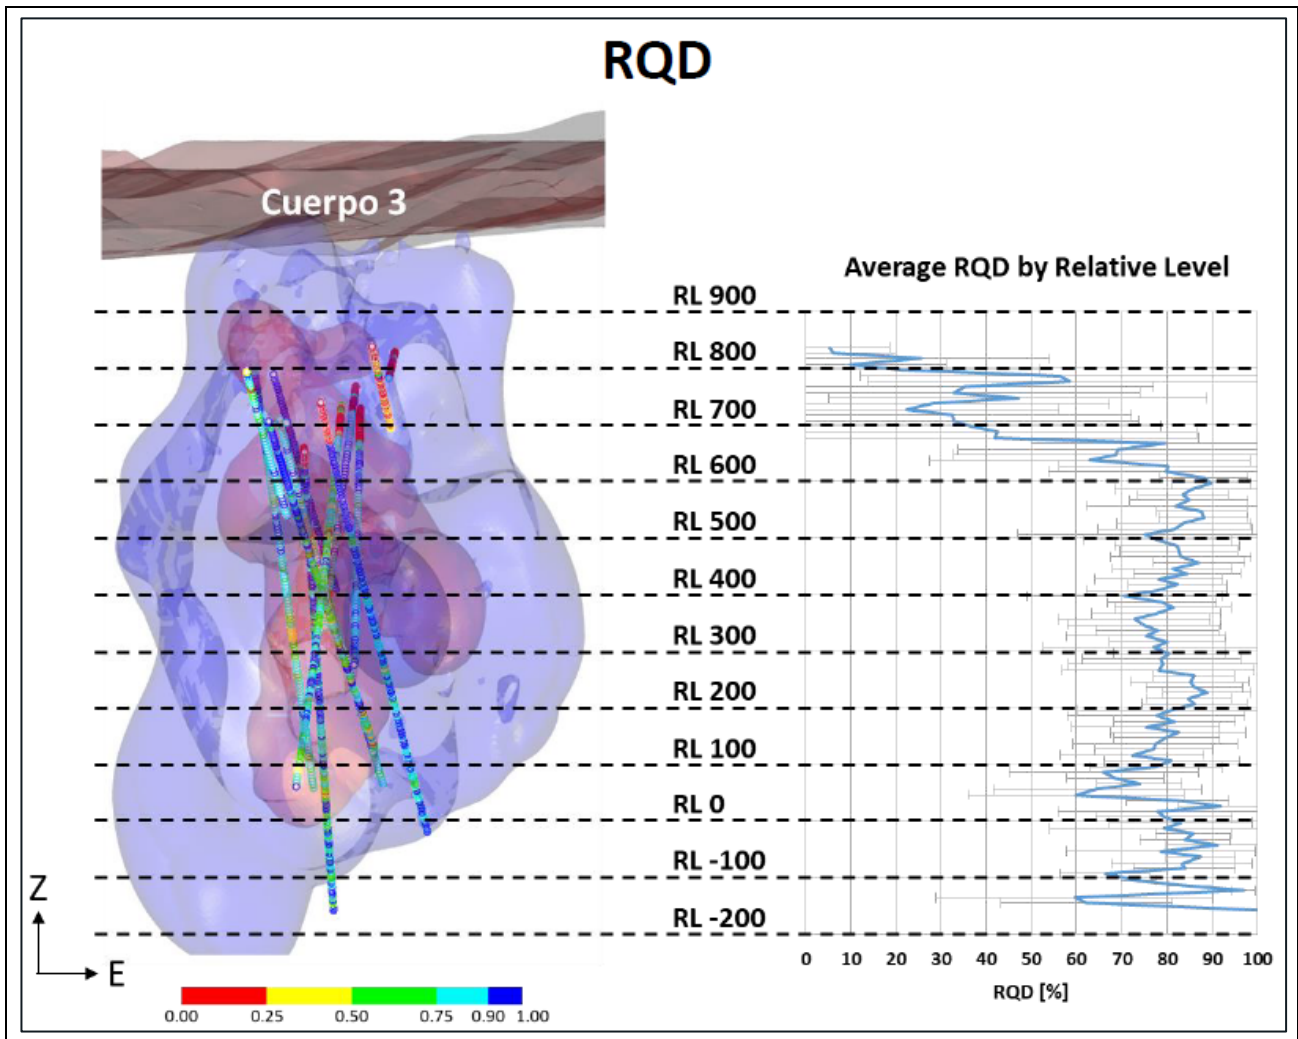 RQD
Cuerpo 3
Average RQD by Relative Level
RL 900
RL 800
RL 700
RL 600
RL 500
RL 400
RL 300
RL 200
RL 100
RL 0
RL -100
RL -200
Z
E
0 10 20 30 40 50 60 70 80 90 100
RQD [%]
0.00 0.25 0.50 0.75 0.90 1.00